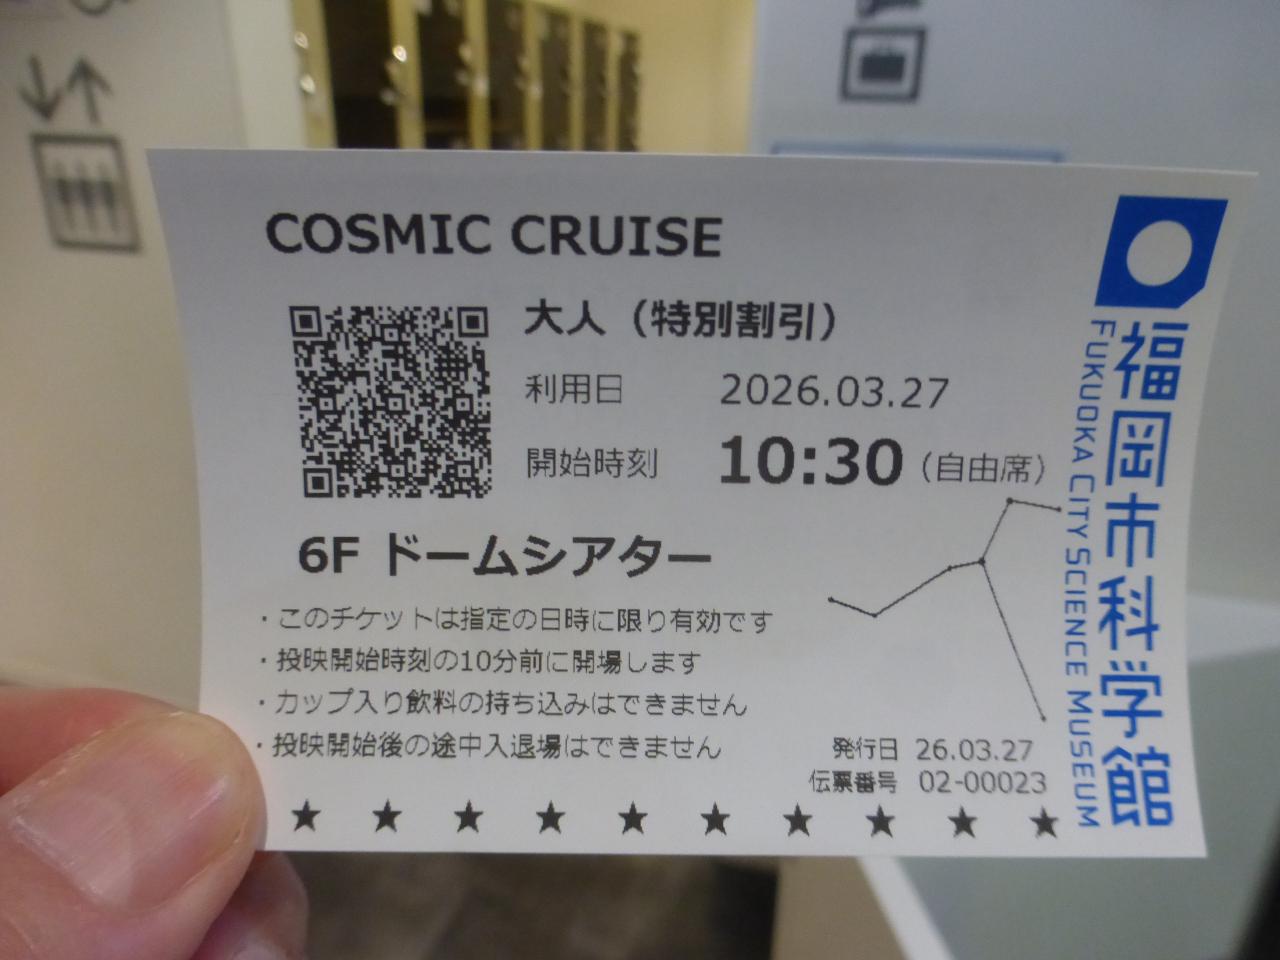 COSMIC CRUISE
大人（特別割引）
利用日 2026.03.27
開始時刻 10:30（自由席）
6F ドームシアター
・このチケットは指定の日時に限り有効です
・投映開始時刻の10分前に開場します
・カップ入り飲料の持ち込みはできません
・投映開始後の途中入退場はできません
発行日 26.03.27
伝票番号 02-00023
★ ★ ★ ★ ★ ★ ★ ★ ★ ★
福岡市科学館
FUKUOKA CITY SCIENCE MUSEUM